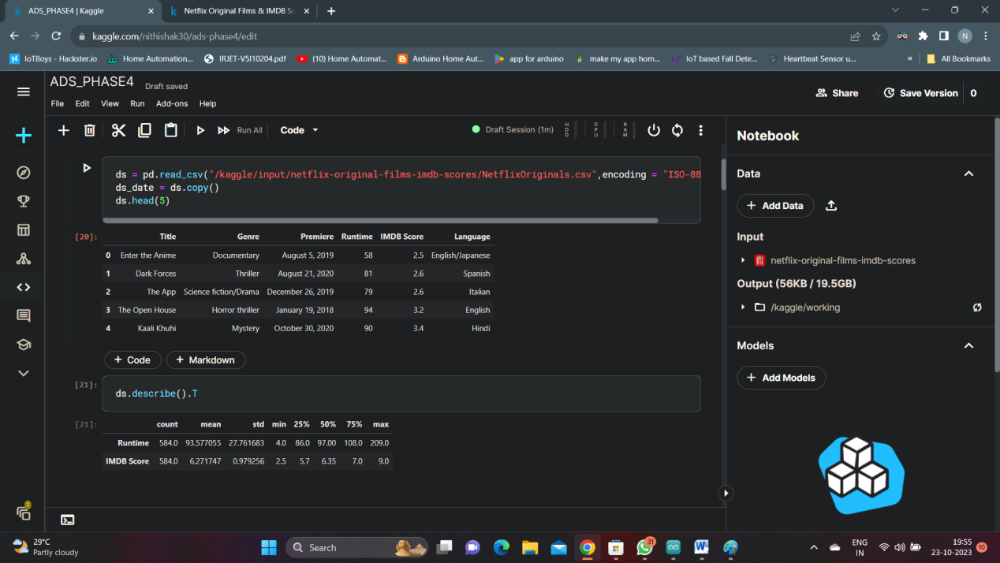 ADS_PHASE4 | Kaggle
Netflix Original Films & IMDB Sc
kaggle.com/nithishak30/ads-phase4/edit
N
IoTBoys - Hackster.io
Home Automation...
IRJET-V5I10204.pdf
(10) Home Automat...
Arduino Home Aut...
app for arduino
make my app hom...
IoT based Fall Dete...
Heartbeat Sensor u...
»
All Bookmarks
ADS_PHASE4
Draft saved
File Edit View Run Add-ons Help
Share
Save Version
0
Run All
Code
Draft Session (1m)
HDD
CPU
RAM
ds = pd.read_csv("/kaggle/input/netflix-original-films-imdb-scores/NetflixOriginals.csv",encoding = "ISO-88
ds_date = ds.copy()
ds.head(5)
[20]:
Title Genre Premiere Runtime IMDB Score Language
0 Enter the Anime Documentary August 5, 2019 58 2.5 English/Japanese
1 Dark Forces Thriller August 21, 2020 81 2.6 Spanish
2 The App Science fiction/Drama December 26, 2019 79 2.6 Italian
3 The Open House Horror thriller January 19, 2018 94 3.2 English
4 Kaali Khuhi Mystery October 30, 2020 90 3.4 Hindi
+ Code
+ Markdown
[21]:
ds.describe().T
[21]:
count mean std min 25% 50% 75% max
Runtime 584.0 93.577055 27.761683 4.0 86.0 97.00 108.0 209.0
IMDB Score 584.0 6.271747 0.979256 2.5 5.7 6.35 7.0 9.0
Notebook
Data
+ Add Data
Input
netflix-original-films-imdb-scores
Output (56KB / 19.5GB)
/kaggle/working
Models
+ Add Models
1
29°C
Partly cloudy
Search
31
ENG
IN
19:55
23-10-2023
10